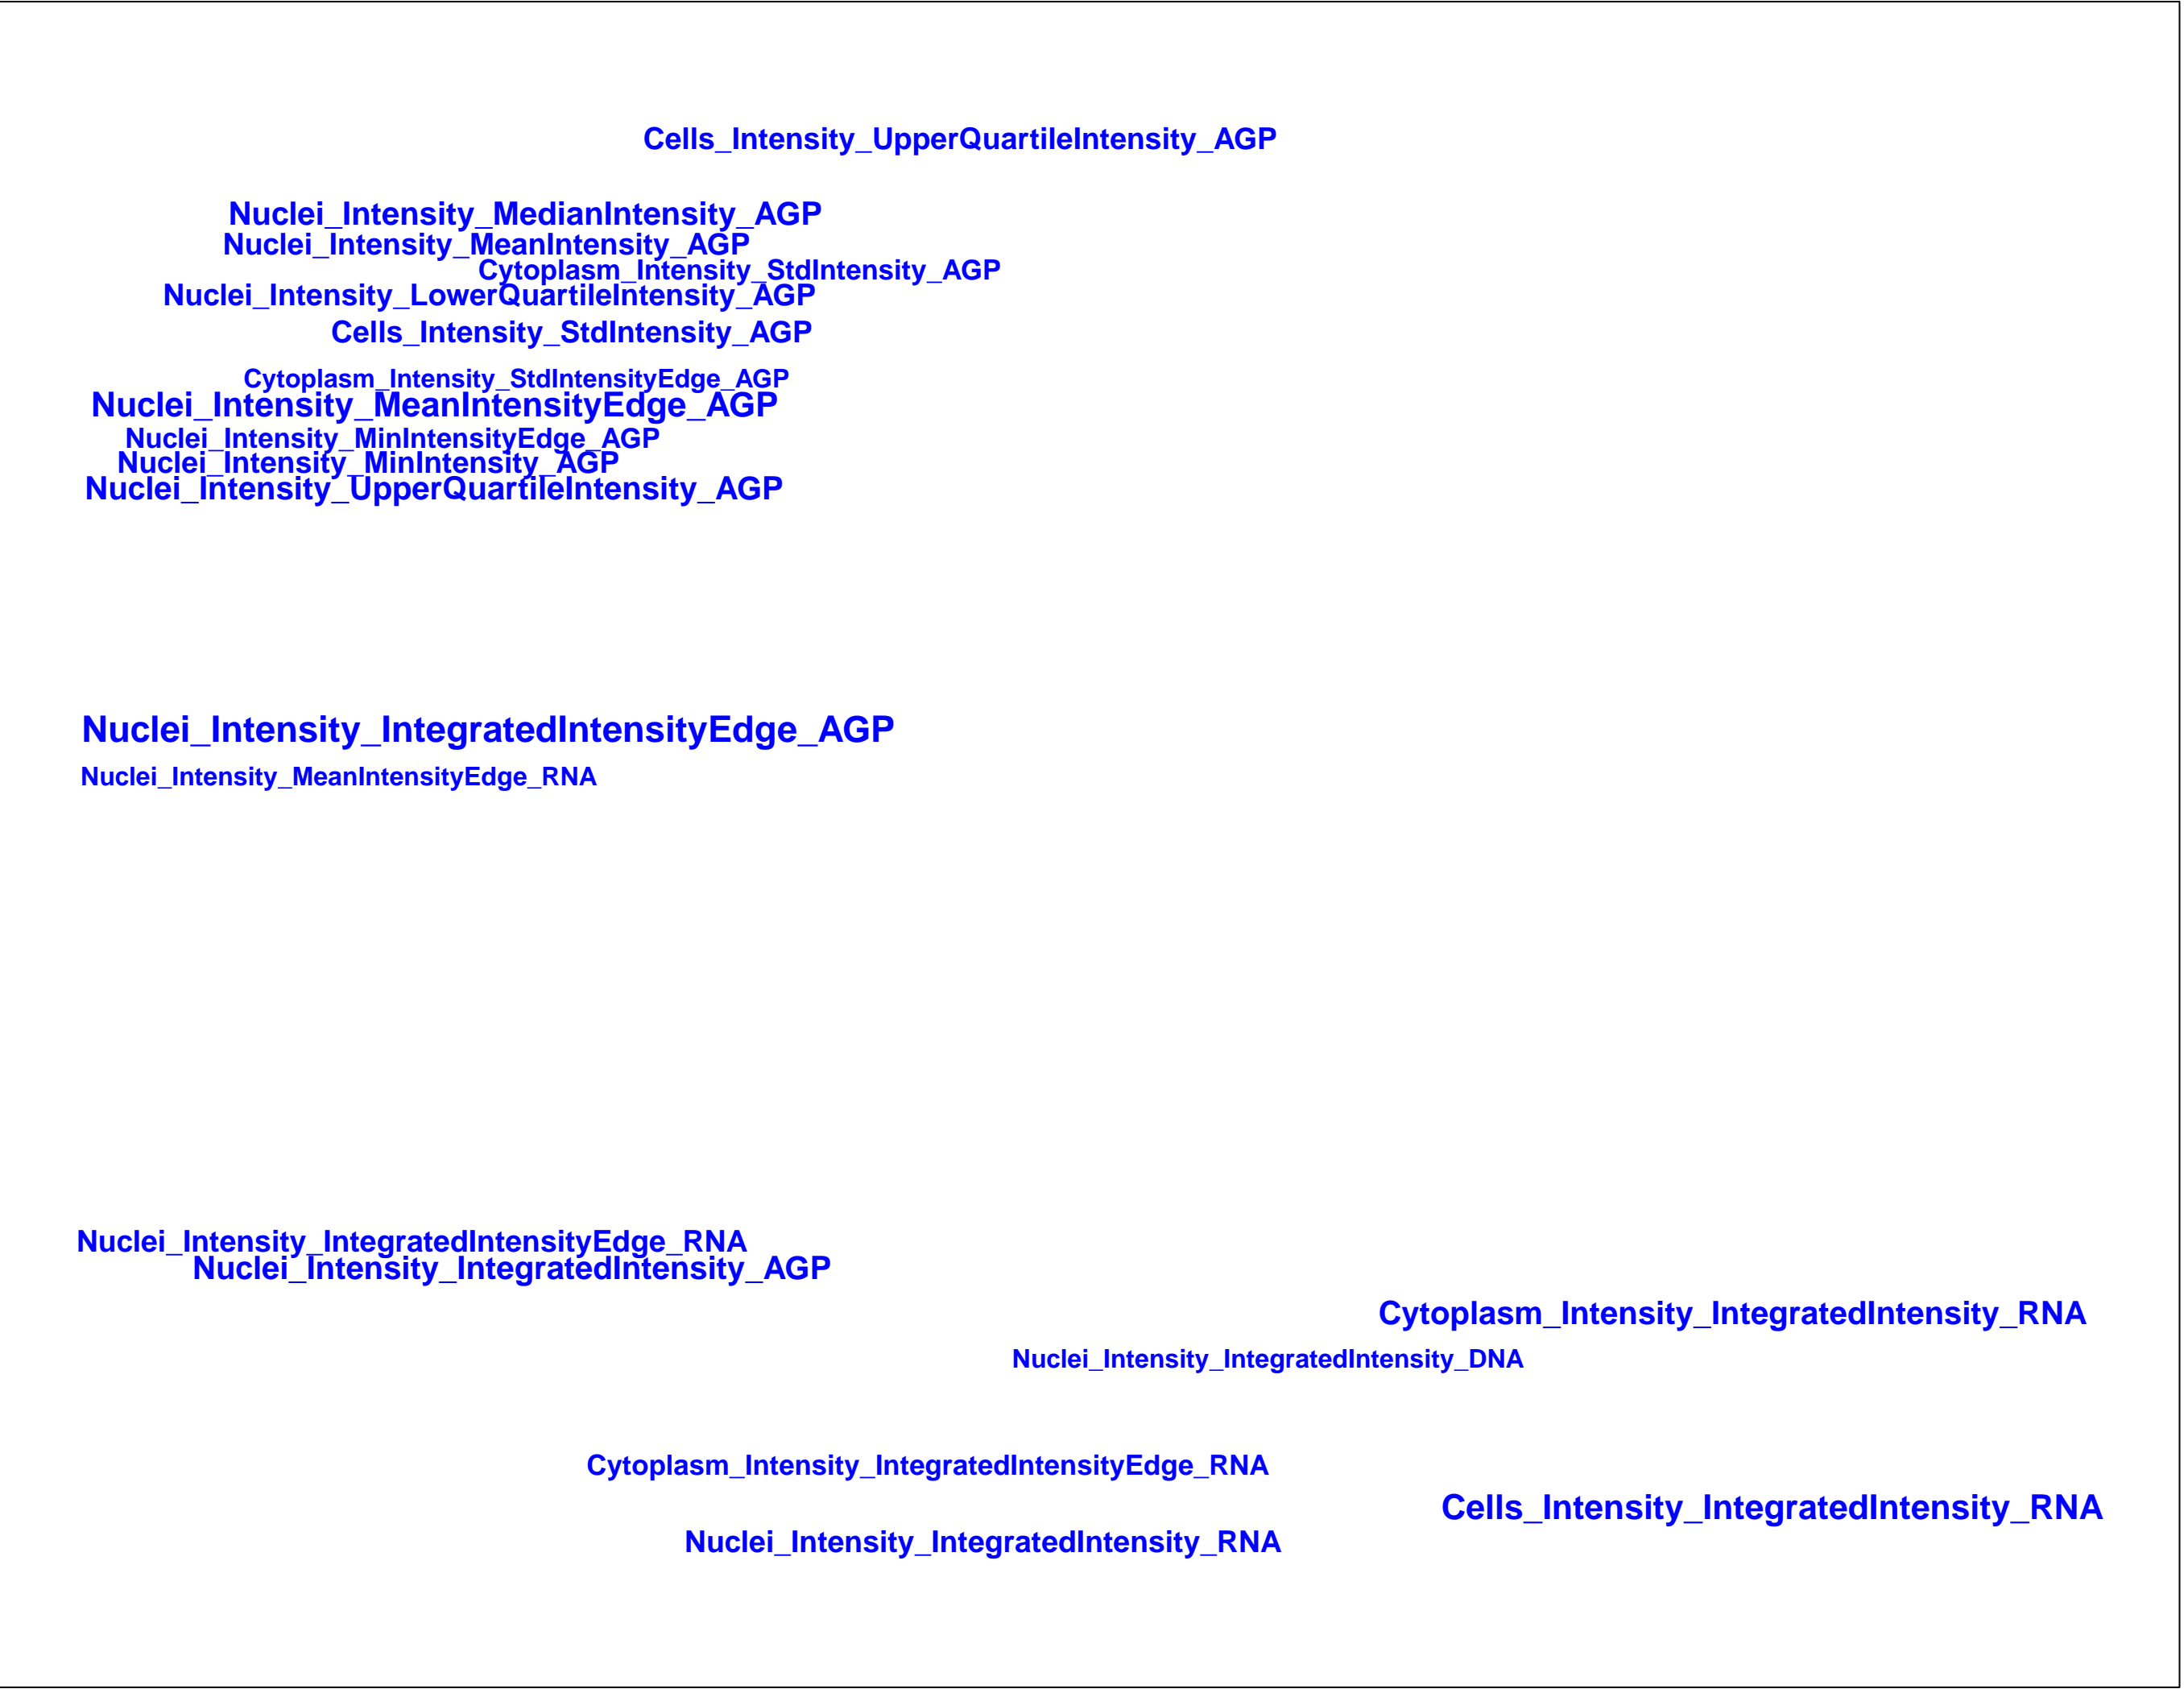 Cells_Intensity_UpperQuartileIntensity_AGP
Nuclei_Intensity_MedianIntensity_AGP
Nuclei_Intensity_MeanIntensity_AGP
Cytoplasm_Intensity_StdIntensity_AGP
Nuclei_Intensity_LowerQuartileIntensity_AGP
Cells_Intensity_StdIntensity_AGP
Cytoplasm_Intensity_StdIntensityEdge_AGP
Nuclei_Intensity_MeanIntensityEdge_AGP
Nuclei_Intensity_MinIntensityEdge_AGP
Nuclei_Intensity_MinIntensity_AGP
Nuclei_Intensity_UpperQuartileIntensity_AGP
Nuclei_Intensity_IntegratedIntensityEdge_AGP
Nuclei_Intensity_MeanIntensityEdge_RNA
Nuclei_Intensity_IntegratedIntensityEdge_RNA
Nuclei_Intensity_IntegratedIntensity_AGP
Cytoplasm_Intensity_IntegratedIntensity_RNA
Nuclei_Intensity_IntegratedIntensity_DNA
Cytoplasm_Intensity_IntegratedIntensityEdge_RNA
Cells_Intensity_IntegratedIntensity_RNA
Nuclei_Intensity_IntegratedIntensity_RNA